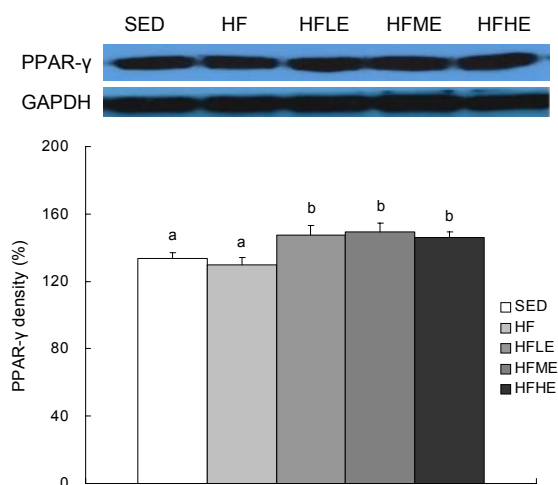 SED HF HFLE HFME HFHE
PPAR-γ
GAPDH
200
160
120
80
40
0
PPAR-γ density (%)
a a b b b
SED
HF
HFLE
HFME
HFHE